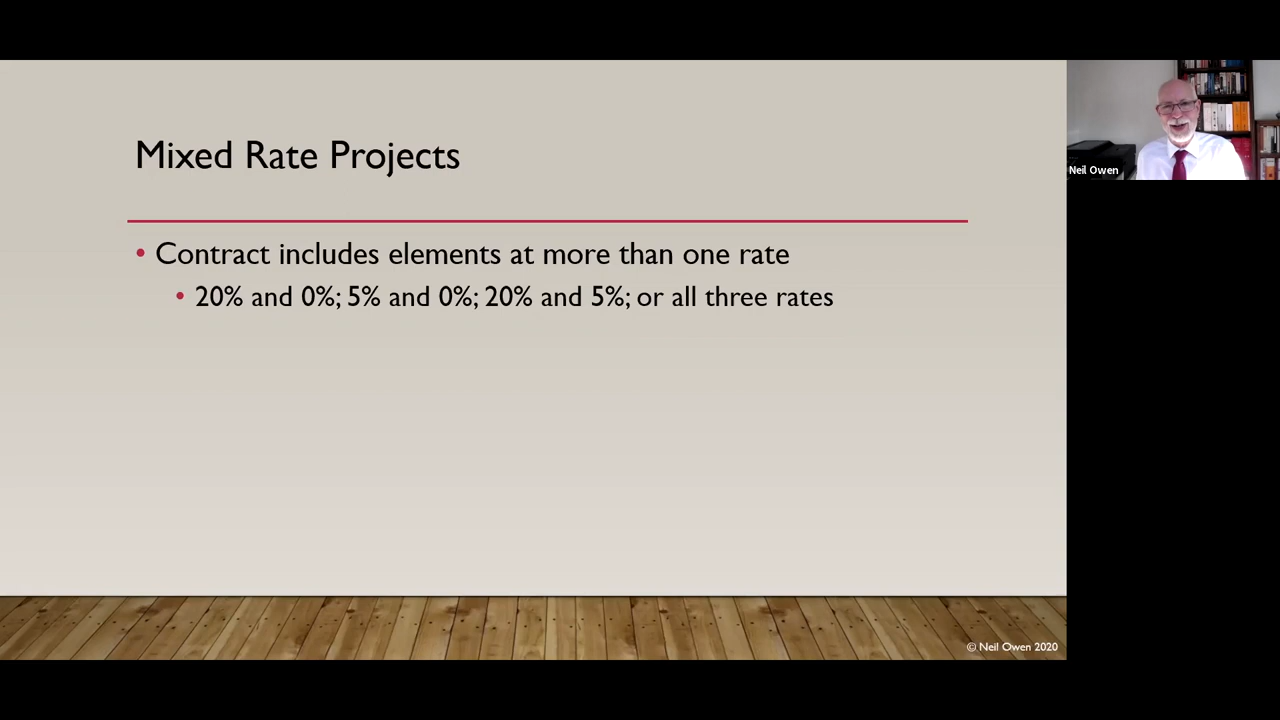 Mixed Rate Projects
• Contract includes elements at more than one rate
• 20% and 0%; 5% and 0%; 20% and 5%; or all three rates
© Neil Owen 2020
Neil Owen